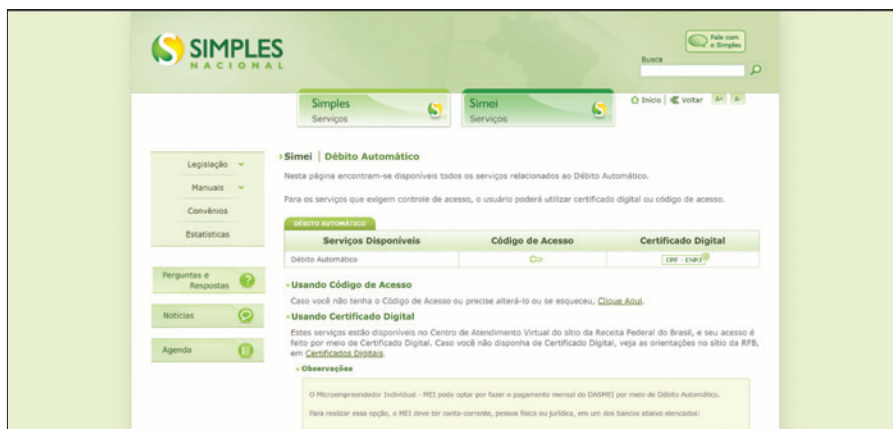 SIMPLES
NACIONAL
Fale com
o Simples
Busca
Simples
Serviços
Simei
Serviços
Início | Voltar A+ A-
Legislação
Manuais
Convênios
Estatísticas
Perguntas e
Respostas
Notícias
Agenda
Simei | Débito Automático
Nesta página encontram-se disponíveis todos os serviços relacionados ao Débito Automático.
Para os serviços que exigem controle de acesso, o usuário poderá utilizar certificado digital ou código de acesso.
DÉBITO AUTOMÁTICO
Serviços Disponíveis Código de Acesso Certificado Digital
Débito Automático CPF - CNPJ
Usando Código de Acesso
Caso você não tenha o Código de Acesso ou precise alterá-lo ou se esqueceu, Clique Aqui.
Usando Certificado Digital
Estes serviços estão disponíveis no Centro de Atendimento Virtual do sítio da Receita Federal do Brasil, e seu acesso é
feito por meio de Certificado Digital. Caso você não disponha de Certificado Digital, veja as orientações no sítio da RFB,
em Certificados Digitais.
Observações
O Microempreendedor Individual - MEI pode optar por fazer o pagamento mensal do DASMEI por meio de Débito Automático.
Para realizar essa opção, o MEI deve ter conta-corrente, pessoa física ou jurídica, em um dos bancos abaixo elencados: